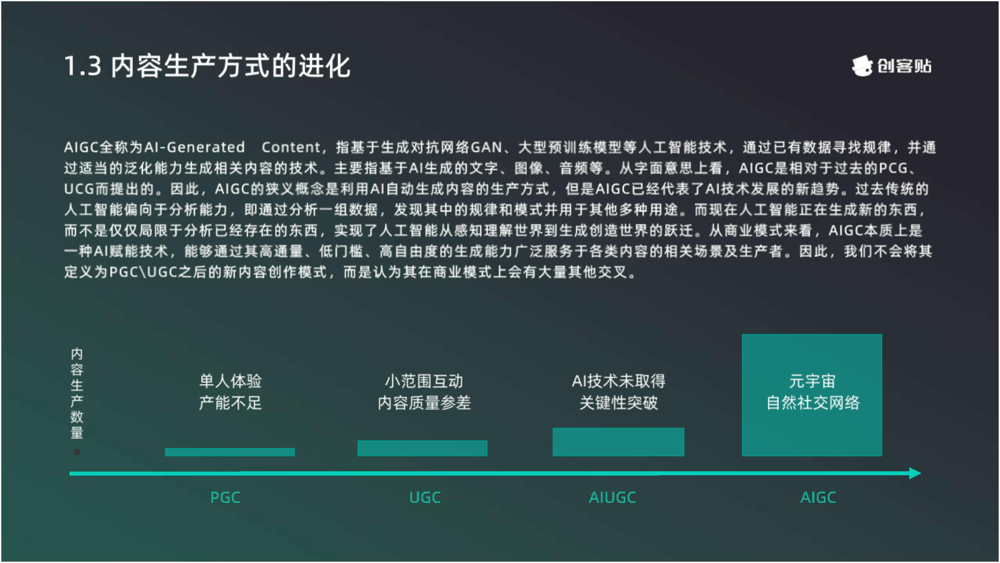 1.3 内容生产方式的进化
创客贴
AIGC全称为AI-Generated Content，指基于生成对抗网络GAN、大型预训练模型等人工智能技术，通过已有数据寻找规律，并通
过适当的泛化能力生成相关内容的技术。主要指基于AI生成的文字、图像、音频等。从字面意思上看，AIGC是相对于过去的PCG、
UCG而提出的。因此，AIGC的狭义概念是利用AI自动生成内容的生产方式，但是AIGC已经代表了AI技术发展的新趋势。过去传统的
人工智能偏向于分析能力，即通过分析一组数据，发现其中的规律和模式并用于其他多种用途。而现在人工智能正在生成新的东西，
而不是仅仅局限于分析已经存在的东西，实现了人工智能从感知理解世界到生成创造世界的跃迁。从商业模式来看，AIGC本质上是
一种AI赋能技术，能够通过其高通量、低门槛、高自由度的生成能力广泛服务于各类内容的相关场景及生产者。因此，我们不会将其
定义为PGC\UGC之后的新内容创作模式，而是认为其在商业模式上会有大量其他交叉。
内容生产数量
单人体验
产能不足
小范围互动
内容质量参差
AI技术未取得
关键性突破
元宇宙
自然社交网络
PGC
UGC
AIUGC
AIGC